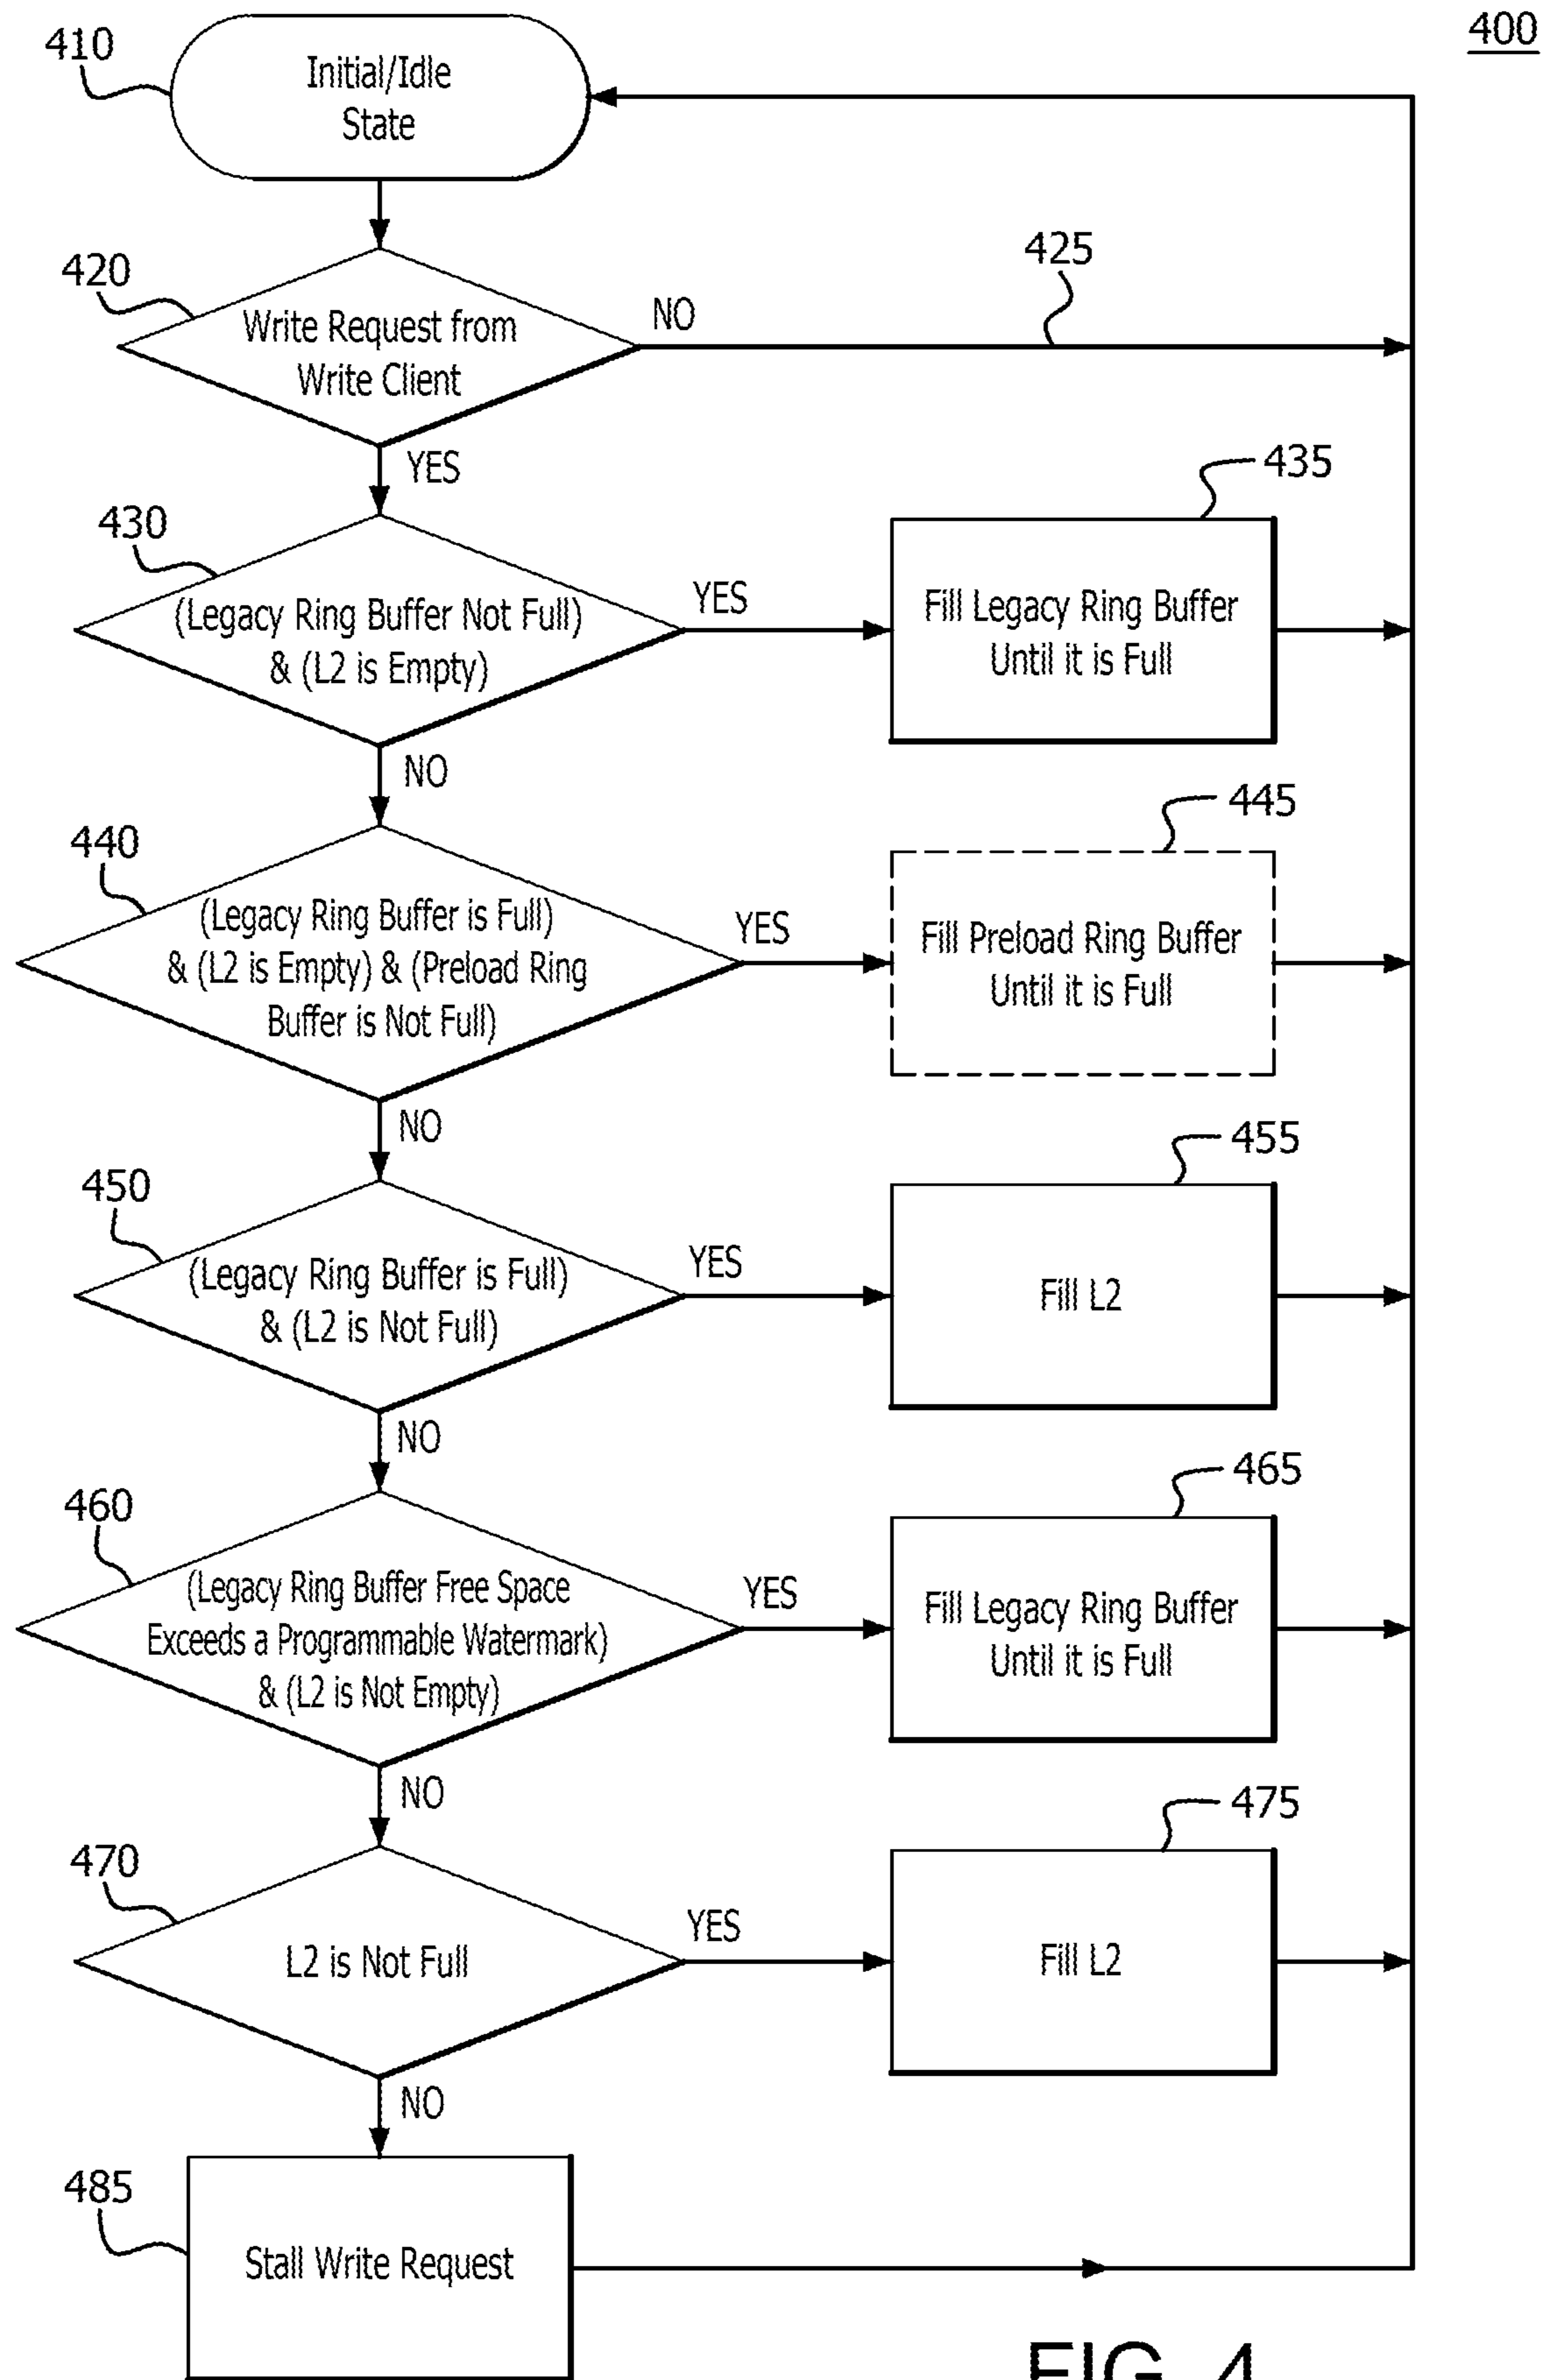 400
410
Initial/Idle
State
420
Write Request from
Write Client
NO
425
YES
430
(Legacy Ring Buffer Not Full)
& (L2 is Empty)
YES
435
Fill Legacy Ring Buffer
Until it is Full
NO
440
(Legacy Ring Buffer is Full)
& (L2 is Empty) & (Preload Ring
Buffer is Not Full)
YES
445
Fill Preload Ring Buffer
Until it is Full
NO
450
(Legacy Ring Buffer is Full)
& (L2 is Not Full)
YES
455
Fill L2
NO
460
(Legacy Ring Buffer Free Space
Exceeds a Programmable Watermark)
& (L2 is Not Empty)
YES
465
Fill Legacy Ring Buffer
Until it is Full
NO
470
L2 is Not Full
YES
475
Fill L2
NO
485
Stall Write Request
FIG. 4